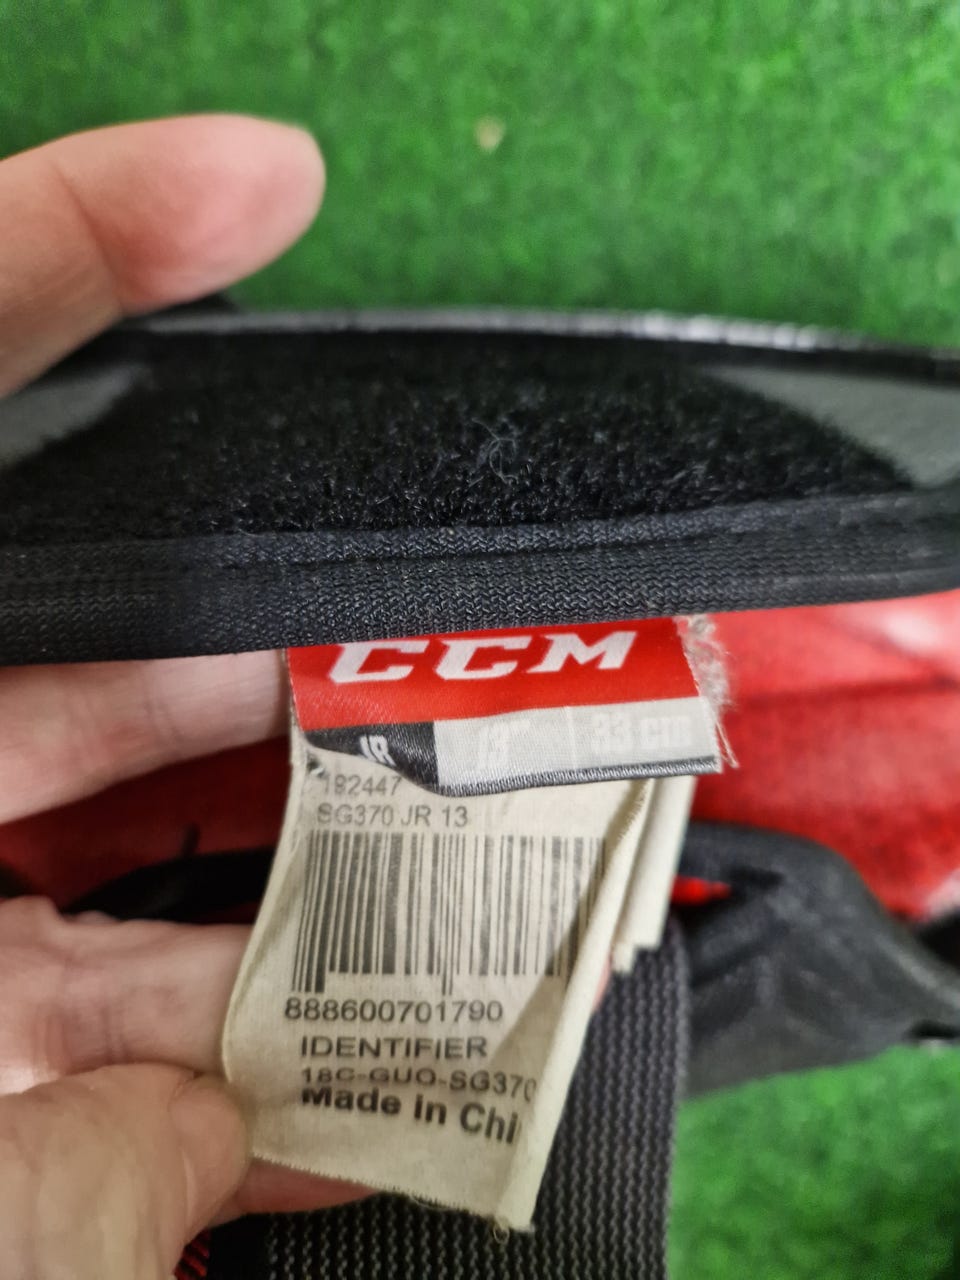 CCM
JR 13" 33 cm
192447
SG370 JR 13
888600701790
IDENTIFIER
18C-GUO-SG370
Made in Chi